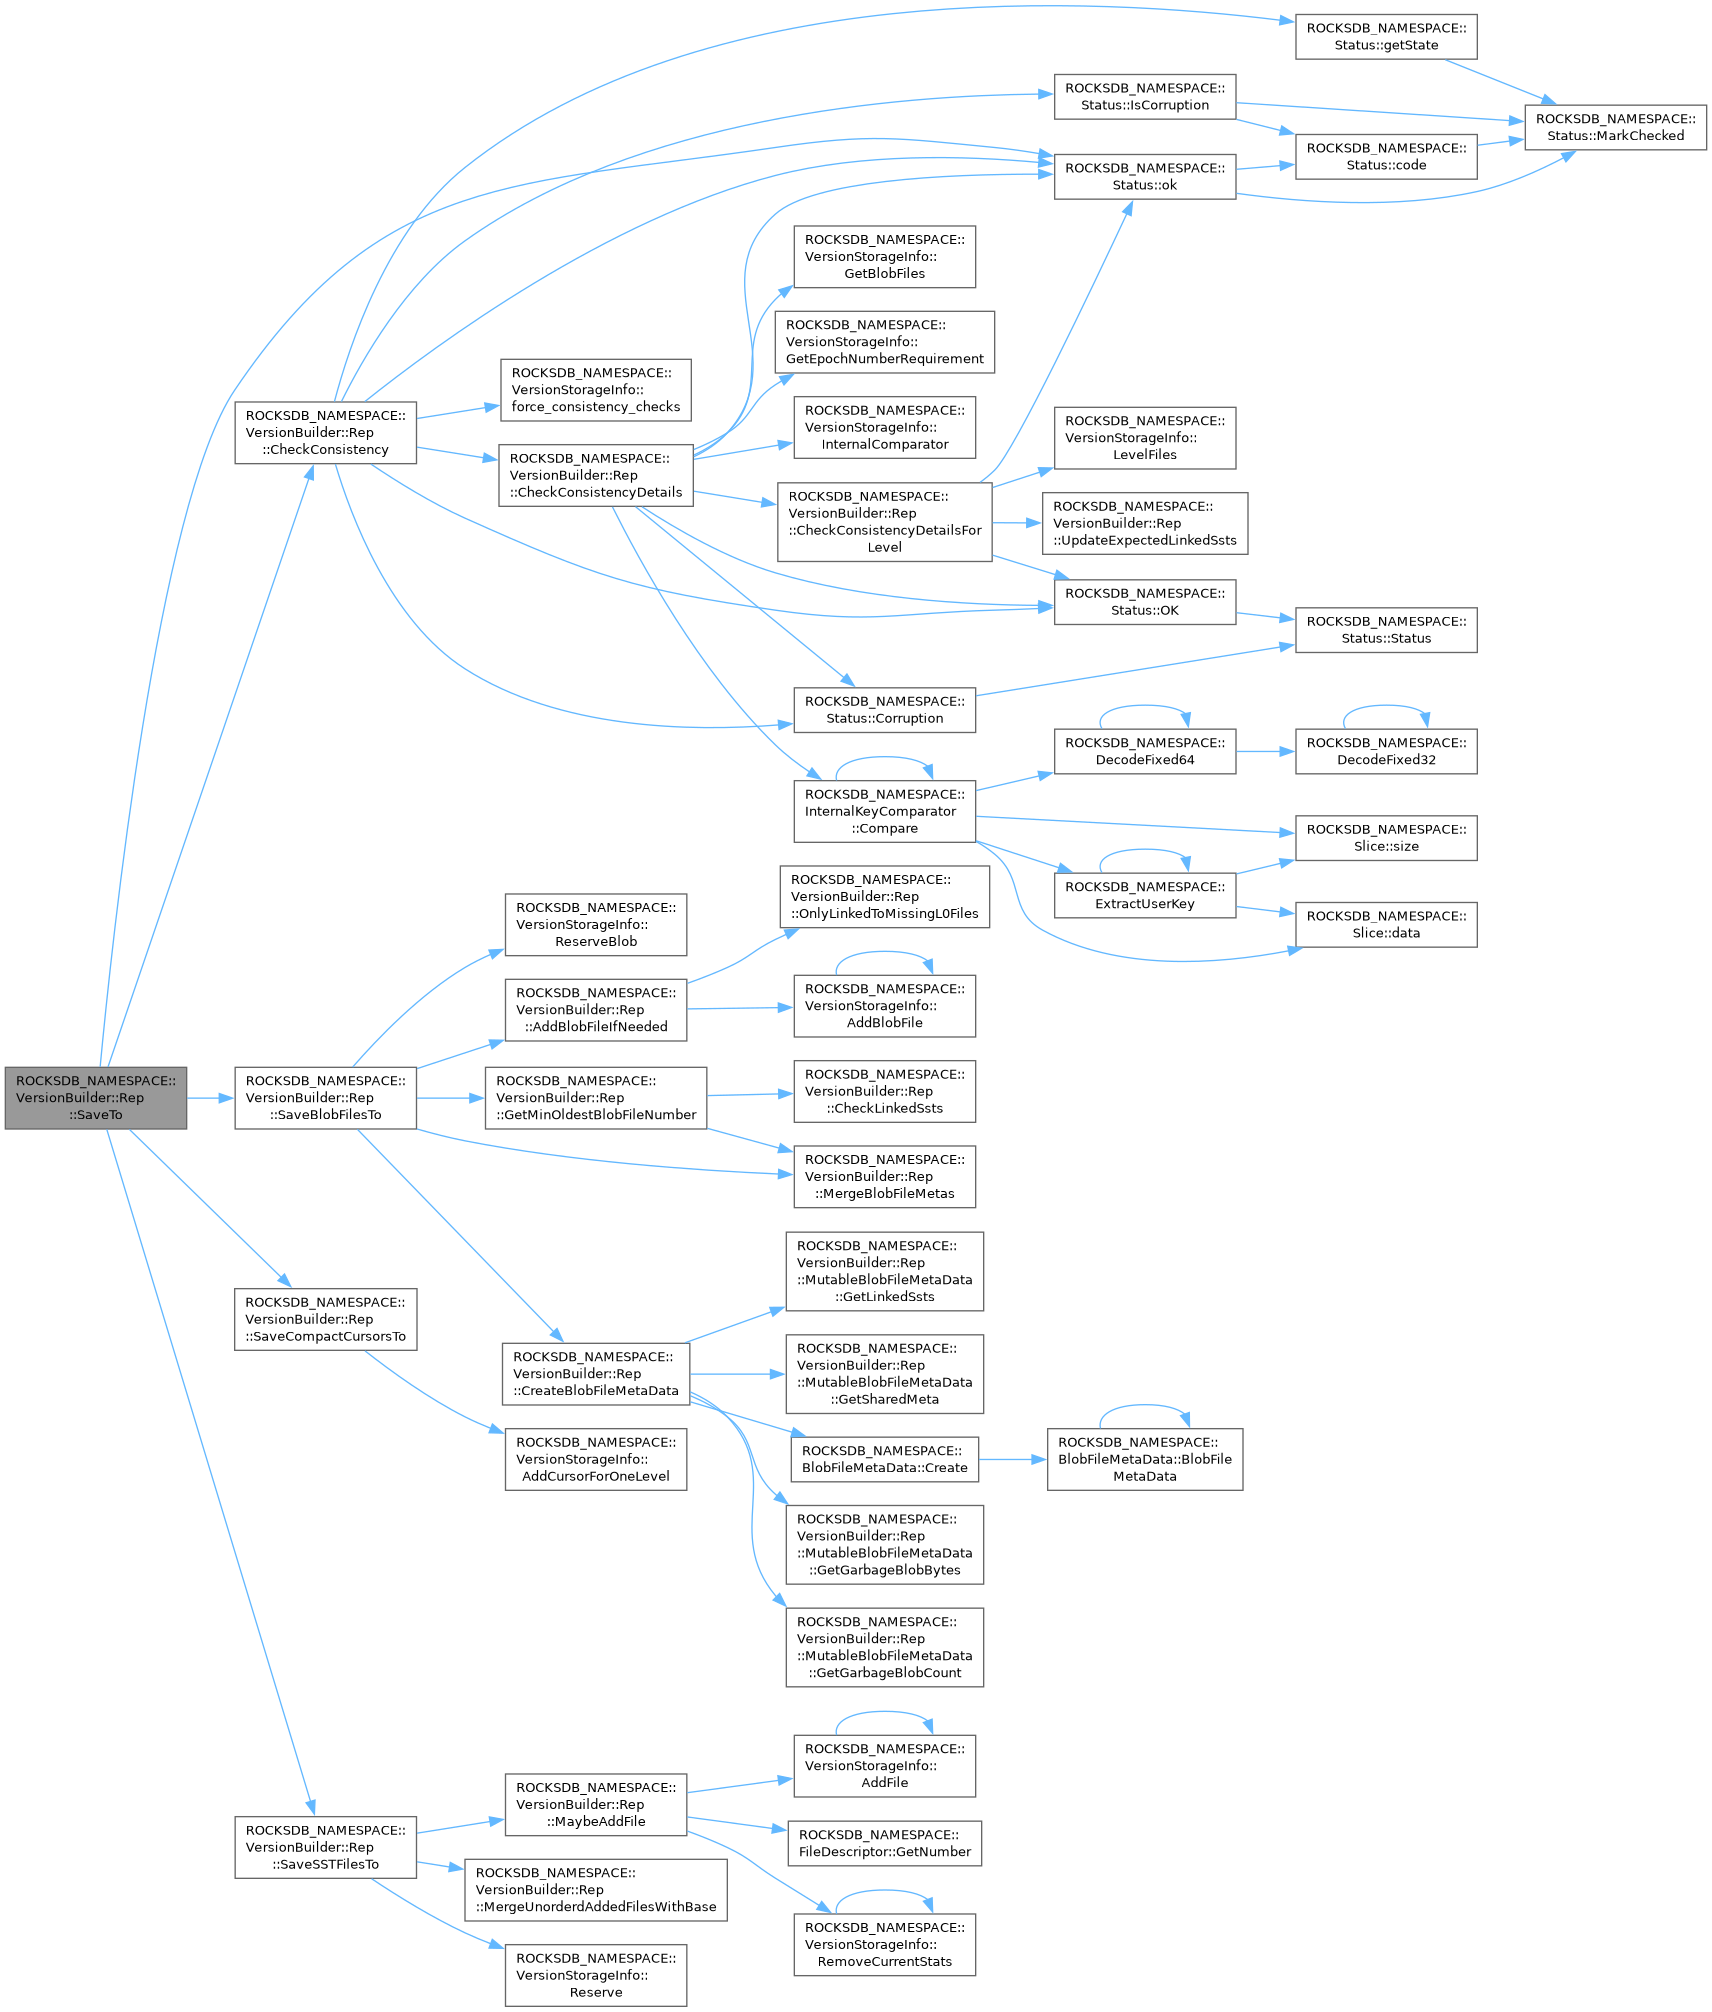 ROCKSDB_NAMESPACE::
VersionBuilder::Rep
::SaveTo
ROCKSDB_NAMESPACE::
VersionBuilder::Rep
::CheckConsistency
ROCKSDB_NAMESPACE::
VersionBuilder::Rep
::SaveBlobFilesTo
ROCKSDB_NAMESPACE::
VersionBuilder::Rep
::SaveCompactCursorsTo
ROCKSDB_NAMESPACE::
VersionBuilder::Rep
::SaveSSTFilesTo
ROCKSDB_NAMESPACE::
VersionStorageInfo::
force_consistency_checks
ROCKSDB_NAMESPACE::
VersionBuilder::Rep
::CheckConsistencyDetails
ROCKSDB_NAMESPACE::
VersionStorageInfo::
ReserveBlob
ROCKSDB_NAMESPACE::
VersionBuilder::Rep
::AddBlobFileIfNeeded
ROCKSDB_NAMESPACE::
VersionBuilder::Rep
::GetMinOldestBlobFileNumber
ROCKSDB_NAMESPACE::
VersionBuilder::Rep
::CreateBlobFileMetaData
ROCKSDB_NAMESPACE::
VersionStorageInfo::
AddCursorForOneLevel
ROCKSDB_NAMESPACE::
VersionBuilder::Rep
::MaybeAddFile
ROCKSDB_NAMESPACE::
VersionBuilder::Rep
::MergeUnorderdAddedFilesWithBase
ROCKSDB_NAMESPACE::
VersionStorageInfo::
Reserve
ROCKSDB_NAMESPACE::
VersionStorageInfo::
GetBlobFiles
ROCKSDB_NAMESPACE::
VersionStorageInfo::
GetEpochNumberRequirement
ROCKSDB_NAMESPACE::
VersionStorageInfo::
InternalComparator
ROCKSDB_NAMESPACE::
VersionBuilder::Rep
::CheckConsistencyDetailsFor
Level
ROCKSDB_NAMESPACE::
Status::Corruption
ROCKSDB_NAMESPACE::
InternalKeyComparator
::Compare
ROCKSDB_NAMESPACE::
VersionBuilder::Rep
::OnlyLinkedToMissingL0Files
ROCKSDB_NAMESPACE::
VersionStorageInfo::
AddBlobFile
ROCKSDB_NAMESPACE::
VersionBuilder::Rep
::CheckLinkedSsts
ROCKSDB_NAMESPACE::
VersionBuilder::Rep
::MergeBlobFileMetas
ROCKSDB_NAMESPACE::
VersionBuilder::Rep
::MutableBlobFileMetaData
::GetLinkedSsts
ROCKSDB_NAMESPACE::
VersionBuilder::Rep
::MutableBlobFileMetaData
::GetSharedMeta
ROCKSDB_NAMESPACE::
BlobFileMetaData::Create
ROCKSDB_NAMESPACE::
VersionBuilder::Rep
::MutableBlobFileMetaData
::GetGarbageBlobBytes
ROCKSDB_NAMESPACE::
VersionBuilder::Rep
::MutableBlobFileMetaData
::GetGarbageBlobCount
ROCKSDB_NAMESPACE::
VersionStorageInfo::
AddFile
ROCKSDB_NAMESPACE::
FileDescriptor::GetNumber
ROCKSDB_NAMESPACE::
VersionStorageInfo::
RemoveCurrentStats
ROCKSDB_NAMESPACE::
Status::IsCorruption
ROCKSDB_NAMESPACE::
Status::ok
ROCKSDB_NAMESPACE::
VersionStorageInfo::
LevelFiles
ROCKSDB_NAMESPACE::
VersionBuilder::Rep
::UpdateExpectedLinkedSsts
ROCKSDB_NAMESPACE::
Status::OK
ROCKSDB_NAMESPACE::
DecodeFixed64
ROCKSDB_NAMESPACE::
ExtractUserKey
ROCKSDB_NAMESPACE::
BlobFileMetaData::BlobFile
MetaData
ROCKSDB_NAMESPACE::
Status::getState
ROCKSDB_NAMESPACE::
Status::code
ROCKSDB_NAMESPACE::
Status::Status
ROCKSDB_NAMESPACE::
DecodeFixed32
ROCKSDB_NAMESPACE::
Slice::size
ROCKSDB_NAMESPACE::
Slice::data
ROCKSDB_NAMESPACE::
Status::MarkChecked